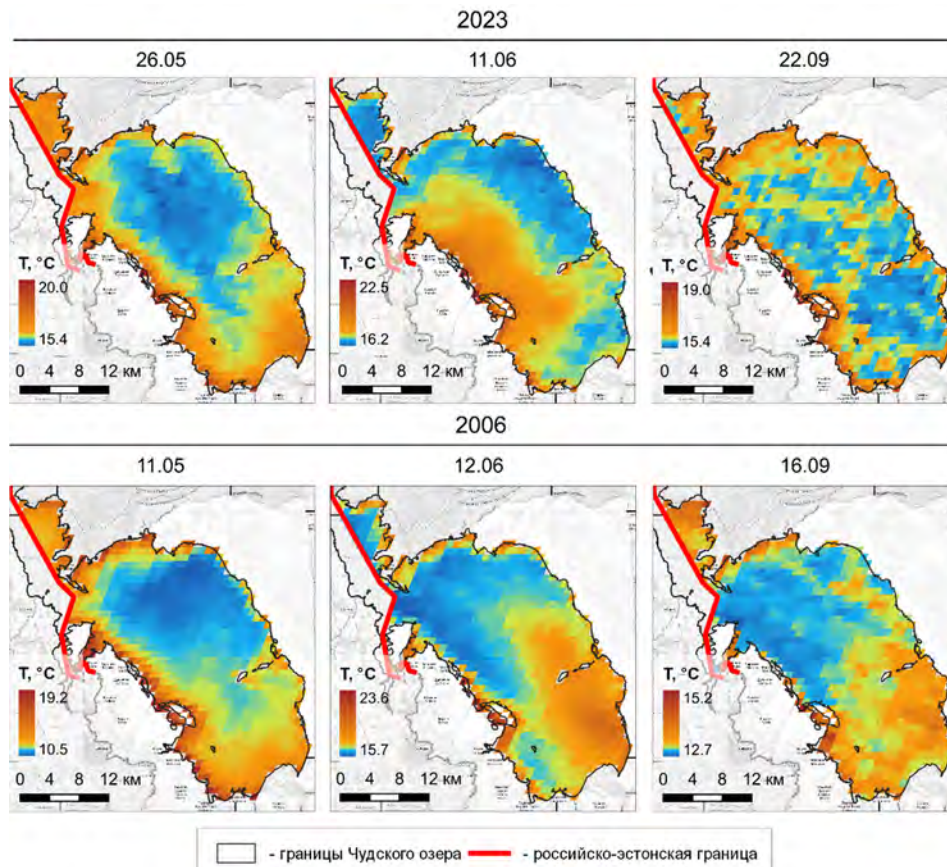 2023
26.05 11.06 22.09
T, °C T, °C T, °C
20.0 22.5 19.0
15.4 16.2 15.4
0 4 8 12 км 0 4 8 12 км 0 4 8 12 км
2006
11.05 12.06 16.09
T, °C T, °C T, °C
19.2 23.6 15.2
10.5 15.7 12.7
0 4 8 12 км 0 4 8 12 км 0 4 8 12 км
- границы Чудского озера - российско-эстонская граница